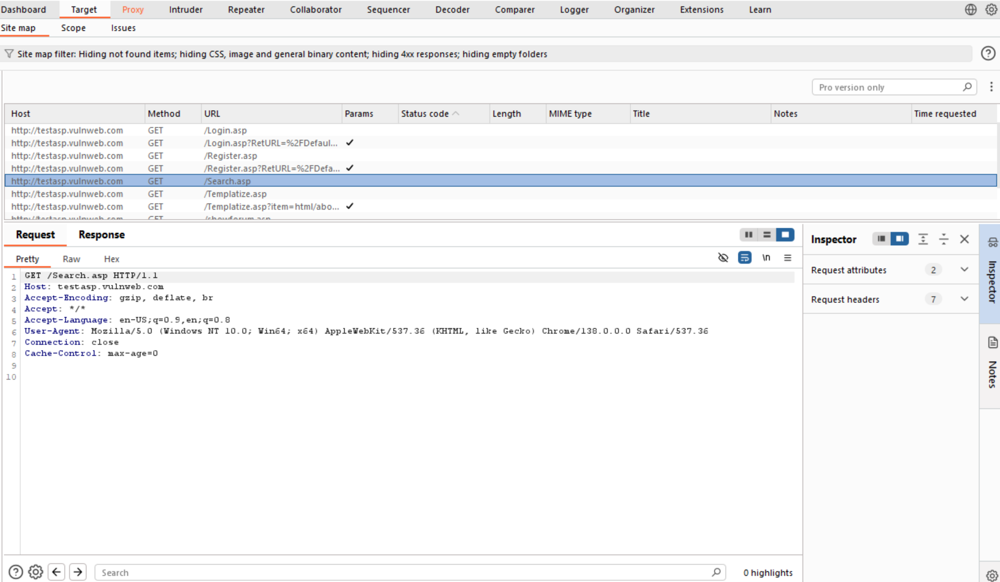 Dashboard Target Proxy Intruder Repeater Collaborator Sequencer Decoder Comparer Logger Organizer Extensions Learn
Site map Scope Issues
Site map filter: Hiding not found items; hiding CSS, image and general binary content; hiding 4xx responses; hiding empty folders
Pro version only
Host Method URL Params Status code Length MIME type Title Notes Time requested
http://testasp.vulnweb.com GET /Login.asp
http://testasp.vulnweb.com GET /Login.asp?RetURL=%2FDefaul... ✓
http://testasp.vulnweb.com GET /Register.asp
http://testasp.vulnweb.com GET /Register.asp?RetURL=%2FDefa... ✓
http://testasp.vulnweb.com GET /Search.asp
http://testasp.vulnweb.com GET /Templatize.asp
http://testasp.vulnweb.com GET /Templatize.asp?item=html/abo... ✓
http://testasp.vulnweb.com GET /showforum.asp
Request Response
Pretty Raw Hex
\n
1 GET /Search.asp HTTP/1.1
2 Host: testasp.vulnweb.com
3 Accept-Encoding: gzip, deflate, br
4 Accept: */*
5 Accept-Language: en-US;q=0.9,en;q=0.8
6 User-Agent: Mozilla/5.0 (Windows NT 10.0; Win64; x64) AppleWebKit/537.36 (KHTML, like Gecko) Chrome/138.0.0.0 Safari/537.36
7 Connection: close
8 Cache-Control: max-age=0
9
10
Inspector
Request attributes 2
Request headers 7
Inspector
Notes
Search
0 highlights